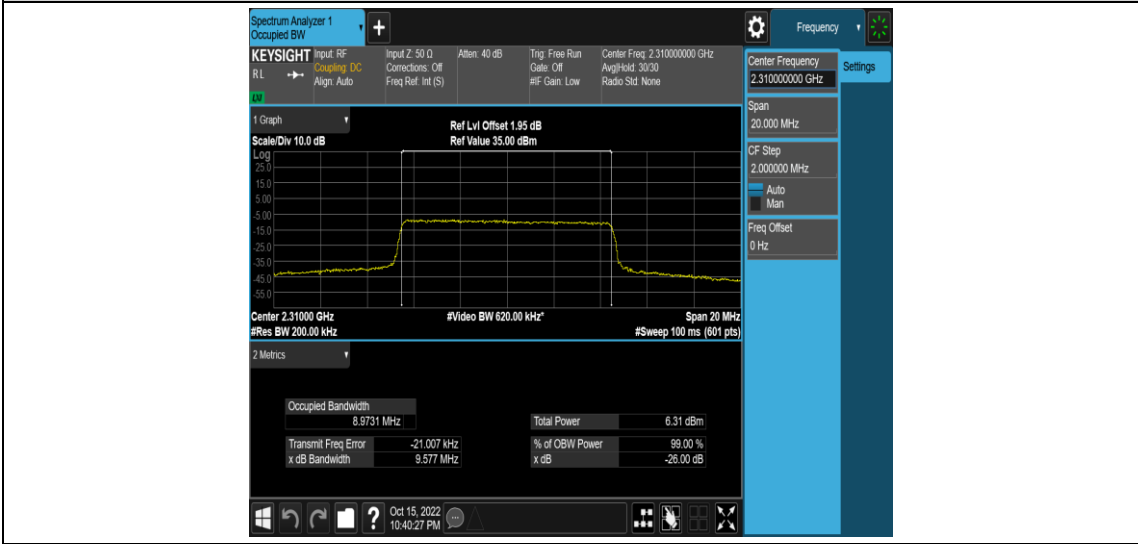 Spectrum Analyzer 1
Occupied BW
+
Frequency
KEYSIGHT
Input: RF
Input Z: 50 Ω
Atten: 40 dB
Trig: Free Run
Center Freq: 2.310000000 GHz
RL
Coupling: DC
Corrections: Off
Gate: Off
Avg|Hold: 30/30
Align: Auto
Freq Ref: Int (S)
#IF Gain: Low
Radio Std: None
Center Frequency
2.310000000 GHz
Settings
Span
20.000 MHz
CF Step
2.000000 MHz
Auto
Man
Freq Offset
0 Hz
1 Graph
Ref Lvl Offset 1.95 dB
Scale/Div 10.0 dB
Ref Value 35.00 dBm
Log
25.0
15.0
5.00
-5.00
-15.0
-25.0
-35.0
-45.0
-55.0
Center 2.31000 GHz
#Video BW 620.00 kHz*
Span 20 MHz
#Res BW 200.00 kHz
#Sweep 100 ms (601 pts)
2 Metrics
Occupied Bandwidth
8.9731 MHz
Total Power
6.31 dBm
Transmit Freq Error
-21.007 kHz
% of OBW Power
99.00 %
x dB Bandwidth
9.577 MHz
x dB
-26.00 dB
?
Oct 15, 2022
10:40:27 PM